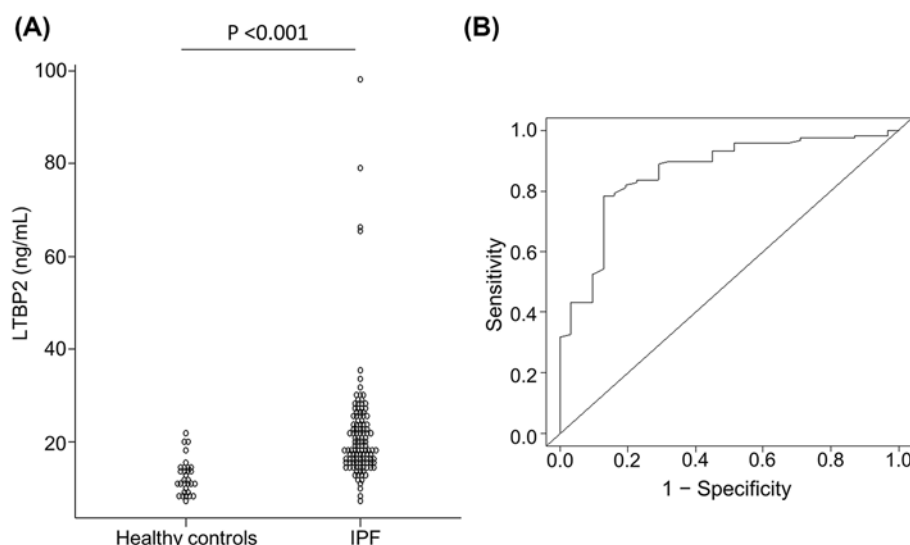 (A)
P <0.001
100
80
60
40
20
LTBP2 (ng/mL)
Healthy controls IPF
(B)
1.0
0.8
0.6
0.4
0.2
0.0
Sensitivity
0.0 0.2 0.4 0.6 0.8 1.0
1 − Specificity